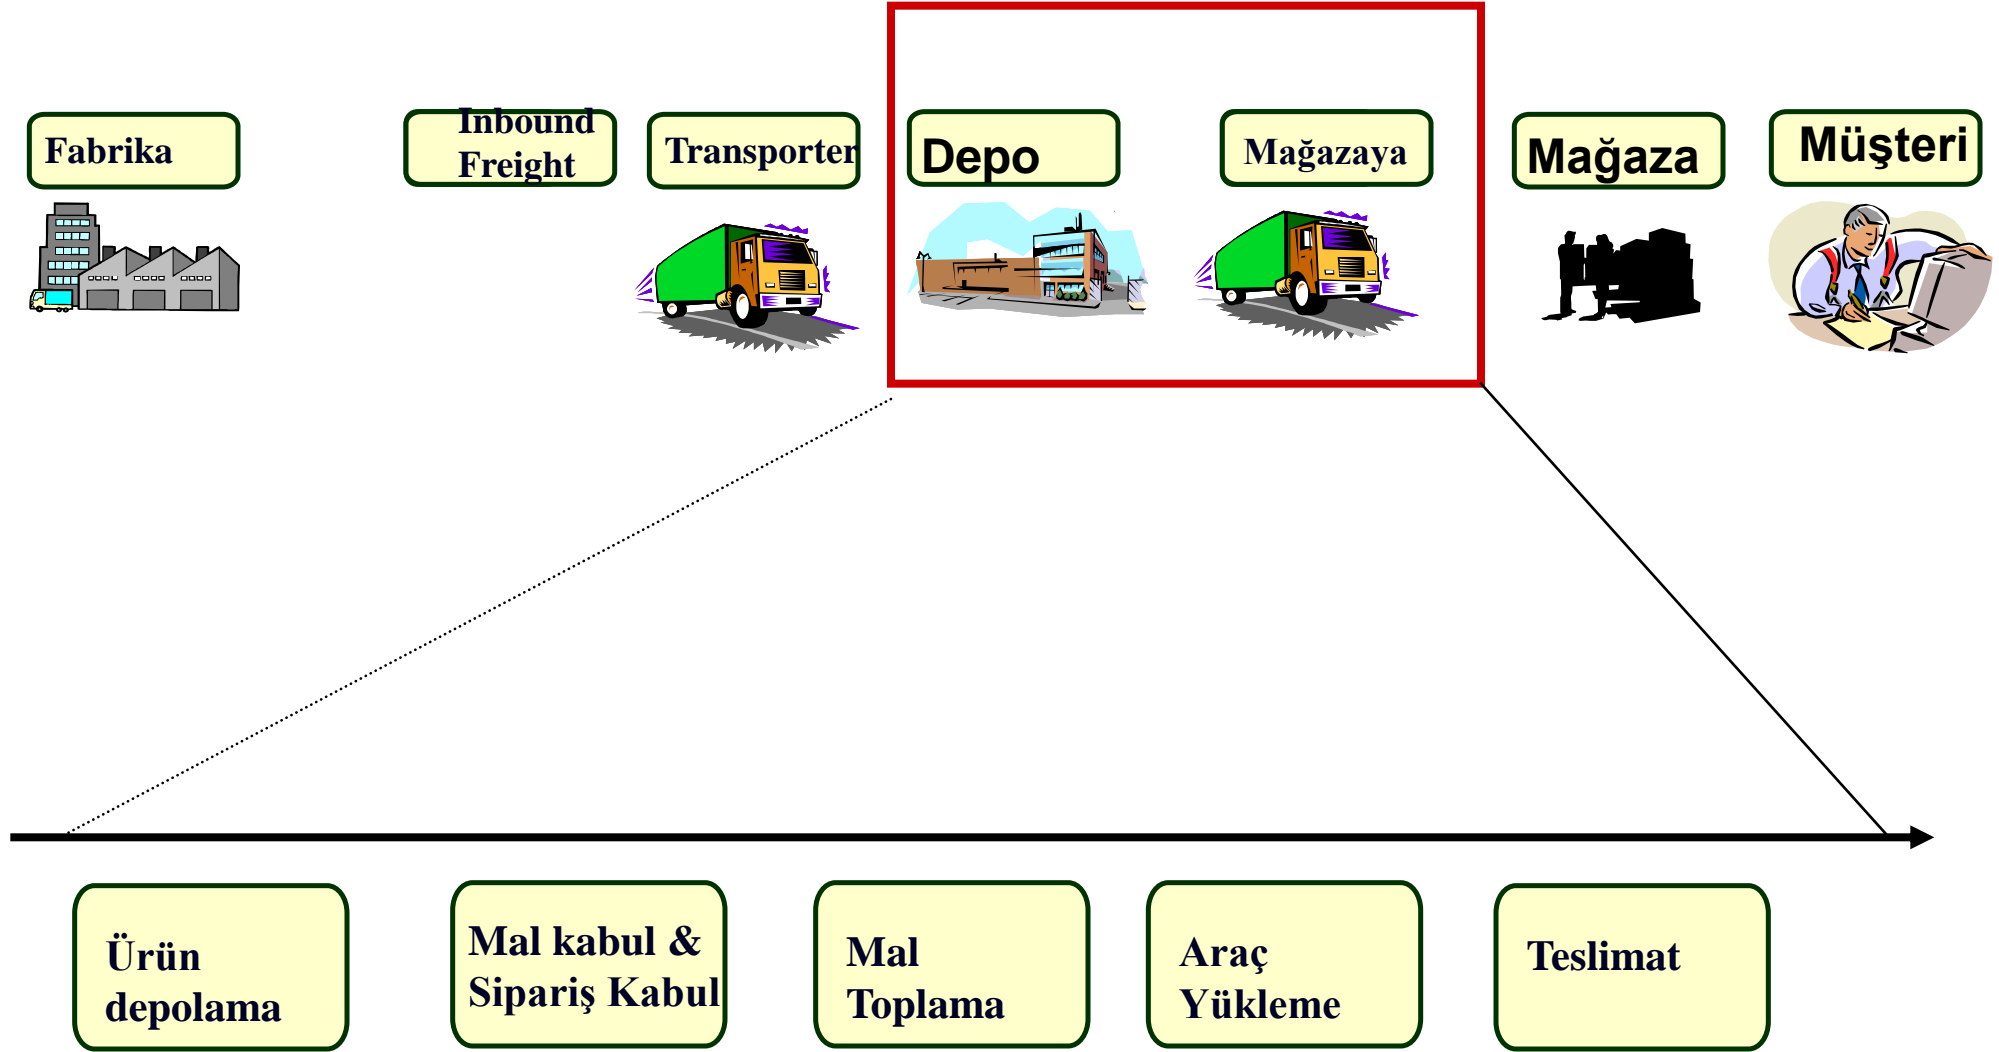 Fabrika
Inbound
Freight
Transporter
Depo
Mağazaya
Mağaza
Müşteri
Ürün
depolama
Mal kabul &
Sipariş Kabul
Mal
Toplama
Araç
Yükleme
Teslimat